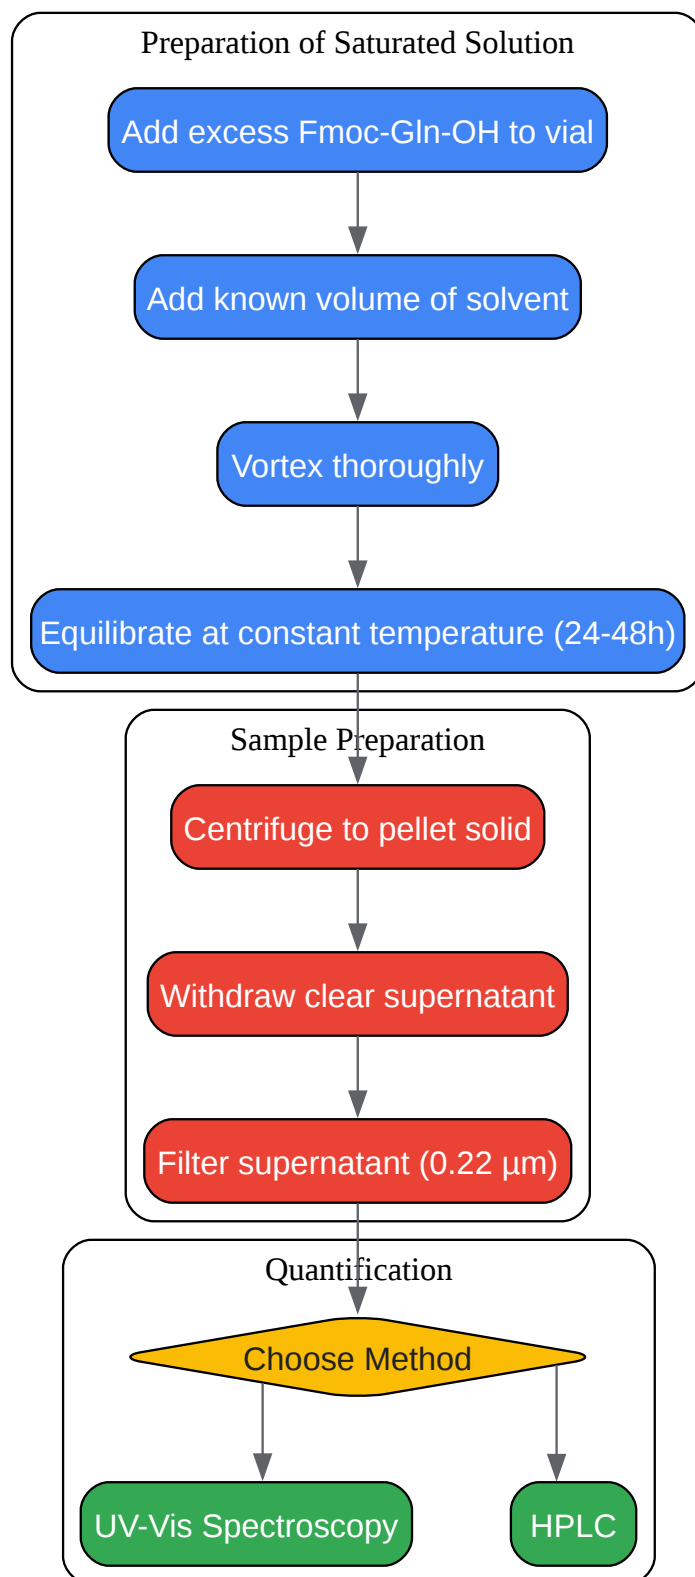 Preparation of Saturated Solution
Add excess Fmoc-Gln-OH to vial
Add known volume of solvent
Vortex thoroughly
Equilibrate at constant temperature (24-48h)
Sample Preparation
Centrifuge to pellet solid
Withdraw clear supernatant
Filter supernatant (0.22 µm)
Quantification
Choose Method
UV-Vis Spectroscopy
HPLC